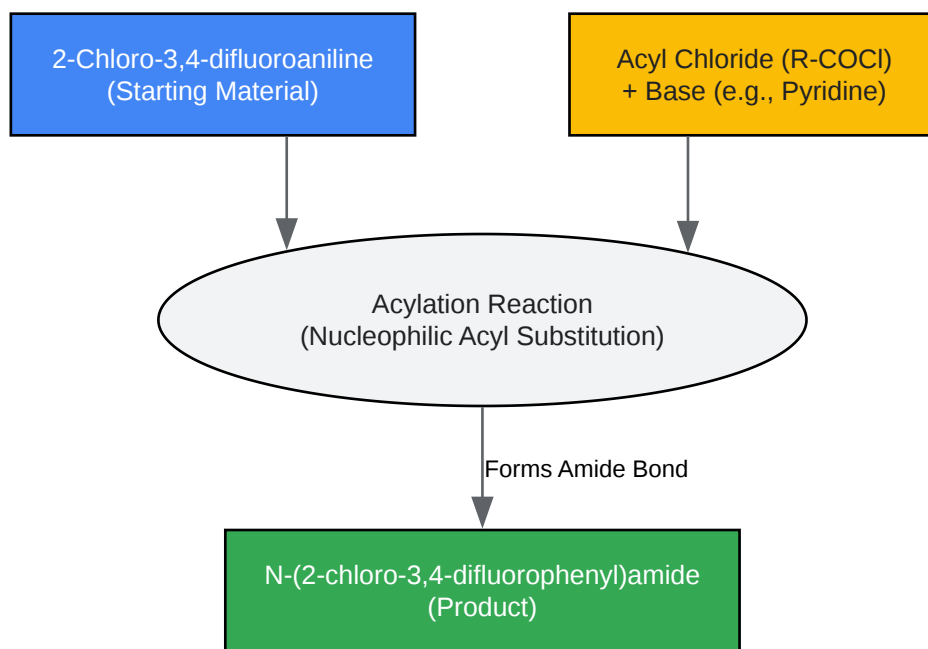 2-Chloro-3,4-difluoroaniline
(Starting Material)
Acyl Chloride (R-COCl)
+ Base (e.g., Pyridine)
Acylation Reaction
(Nucleophilic Acyl Substitution)
Forms Amide Bond
N-(2-chloro-3,4-difluorophenyl)amide
(Product)